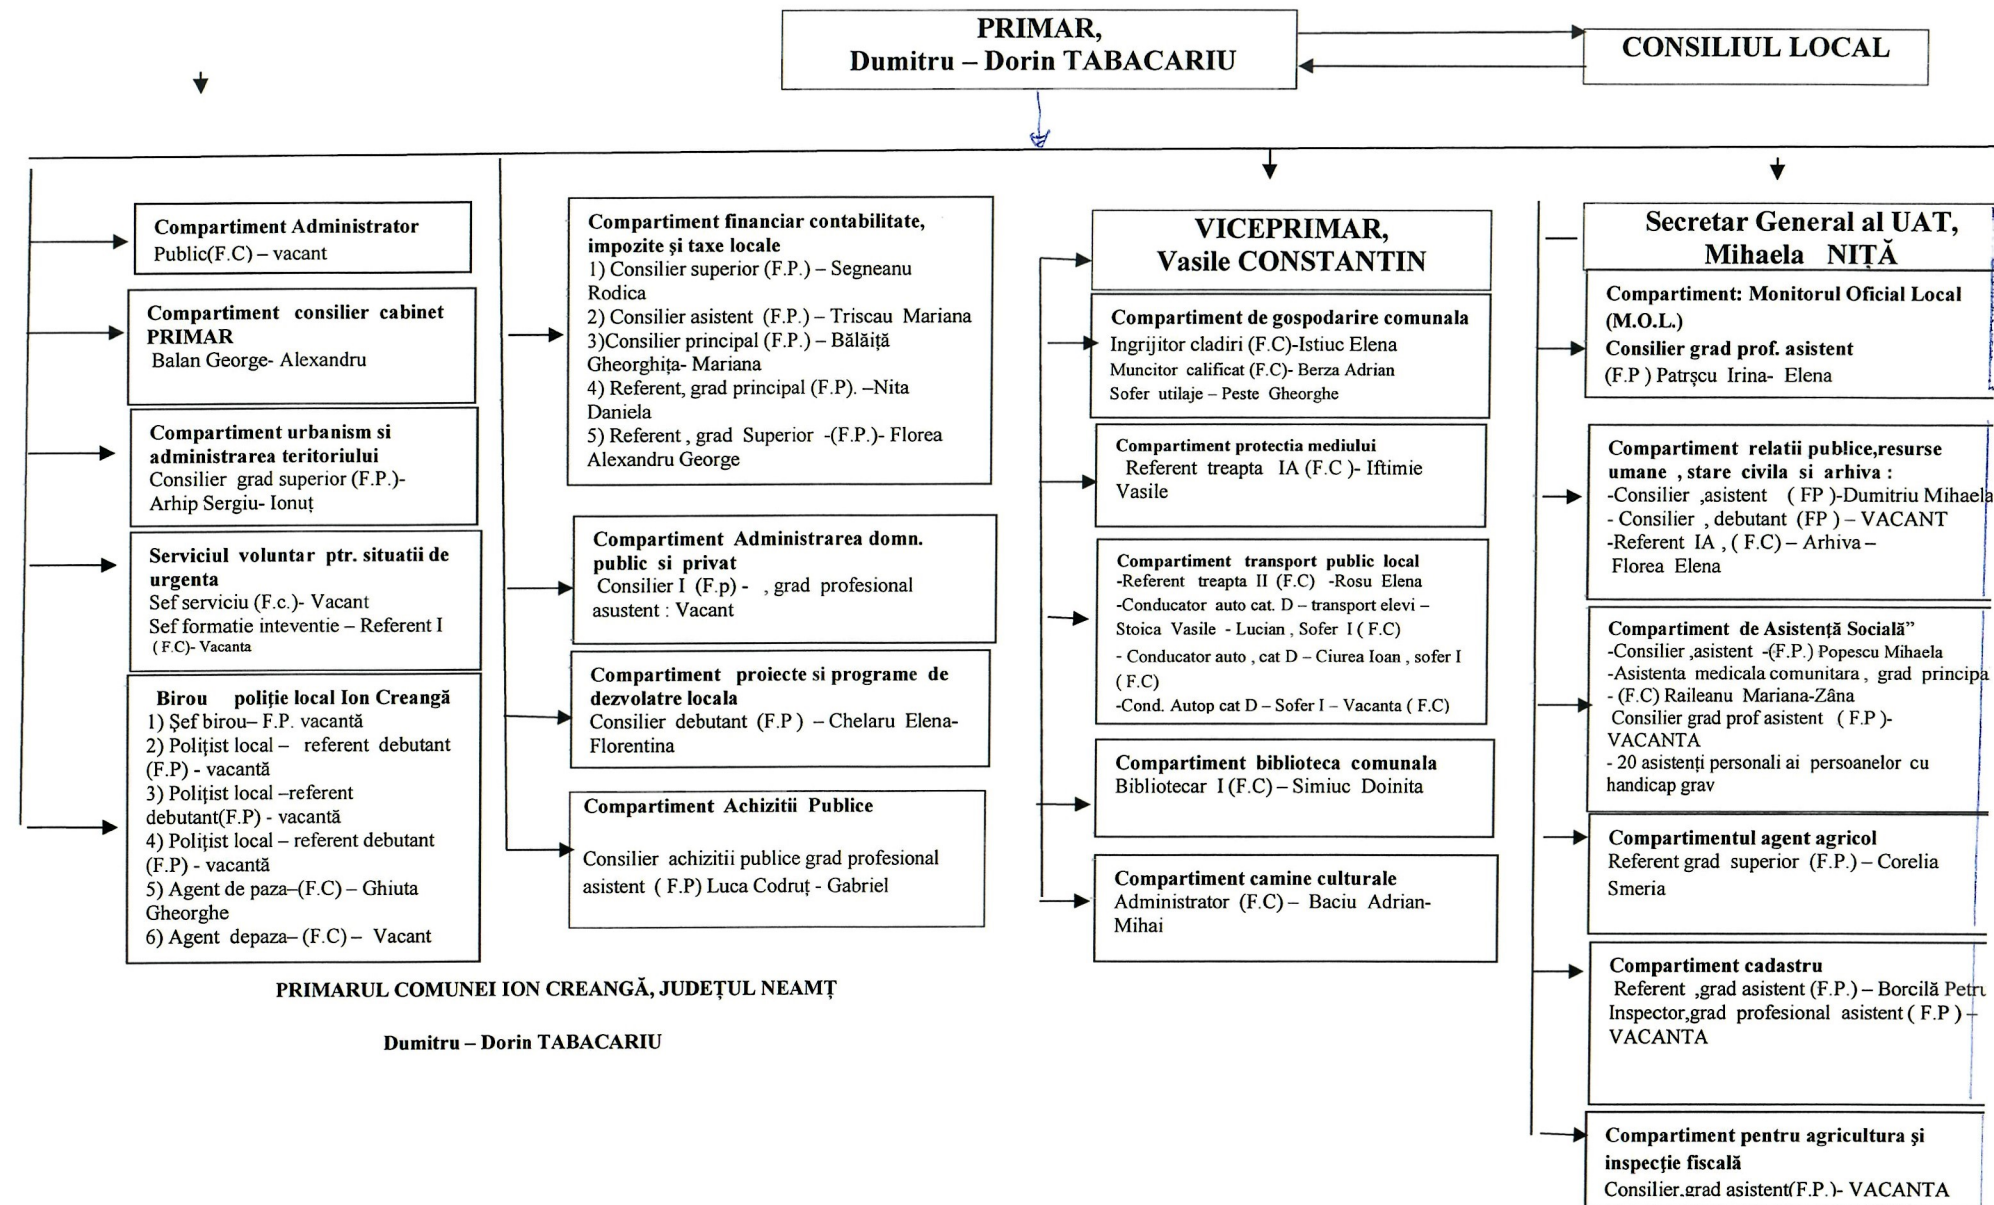 PRIMAR,
Dumitru – Dorin TABACARIU
CONSILIUL LOCAL
Compartiment Administrator
Public(F.C) – vacant
Compartiment consilier cabinet
PRIMAR
Balan George- Alexandru
Compartiment urbanism si
administrarea teritoriului
Consilier grad superior (F.P.)-
Arhip Sergiu- Ionuț
Serviciul voluntar ptr. situatii de
urgenta
Sef serviciu (F.c.)- Vacant
Sef formatie inteventie – Referent I
( F.C)- Vacanta
Birou poliție local Ion Creangă
1) Șef birou– F.P. vacantă
2) Polițist local – referent debutant
(F.P) - vacantă
3) Polițist local –referent
debutant(F.P) - vacantă
4) Polițist local – referent debutant
(F.P) - vacantă
5) Agent de paza–(F.C) – Ghiuta
Gheorghe
6) Agent depaza– (F.C) – Vacant
Compartiment financiar contabilitate,
impozite și taxe locale
1) Consilier superior (F.P.) – Segneanu
Rodica
2) Consilier asistent (F.P.) – Triscau Mariana
3)Consilier principal (F.P.) – Bălăiță
Gheorghița- Mariana
4) Referent, grad principal (F.P). –Nita
Daniela
5) Referent , grad Superior -(F.P.)- Florea
Alexandru George
Compartiment Administrarea domn.
public si privat
Consilier I (F.p) - , grad profesional
asustent : Vacant
Compartiment proiecte si programe de
dezvolatre locala
Consilier debutant (F.P ) – Chelaru Elena-
Florentina
Compartiment Achizitii Publice
Consilier achizitii publice grad profesional
asistent ( F.P) Luca Codruț - Gabriel
VICEPRIMAR,
Vasile CONSTANTIN
Compartiment de gospodarire comunala
Ingrijitor cladiri (F.C)-Istiuc Elena
Muncitor calificat (F.C)- Berza Adrian
Sofer utilaje – Peste Gheorghe
Compartiment protectia mediului
Referent treapta IA (F.C )- Iftimie
Vasile
Compartiment transport public local
-Referent treapta II (F.C) -Rosu Elena
-Conducator auto cat. D – transport elevi –
Stoica Vasile - Lucian , Sofer I ( F.C)
- Conducator auto , cat D – Ciurea Ioan , sofer I
( F.C)
-Cond. Autop cat D – Sofer I – Vacanta ( F.C)
Compartiment biblioteca comunala
Bibliotecar I (F.C) – Simiuc Doinita
Compartiment camine culturale
Administrator (F.C) – Baciu Adrian-
Mihai
Secretar General al UAT,
Mihaela NIȚĂ
Compartiment: Monitorul Oficial Local
(M.O.L.)
Consilier grad prof. asistent
(F.P ) Patrșcu Irina- Elena
Compartiment relatii publice,resurse
umane , stare civila si arhiva :
-Consilier ,asistent ( FP )-Dumitriu Mihaela
- Consilier , debutant (FP ) – VACANT
-Referent IA , ( F.C) – Arhiva –
Florea Elena
Compartiment de Asistență Socială”
-Consilier ,asistent -(F.P.) Popescu Mihaela
-Asistenta medicala comunitara , grad principa
- (F.C) Raileanu Mariana-Zâna
Consilier grad prof asistent ( F.P )-
VACANTA
- 20 asistenți personali ai persoanelor cu
handicap grav
Compartimentul agent agricol
Referent grad superior (F.P.) – Corelia
Smeria
Compartiment cadastru
Referent ,grad asistent (F.P.) – Borcilă Petru
Inspector,grad profesional asistent ( F.P ) –
VACANTA
Compartiment pentru agricultura și
inspecție fiscală
Consilier,grad asistent(F.P.)- VACANTA
PRIMARUL COMUNEI ION CREANGĂ, JUDEȚUL NEAMȚ
Dumitru – Dorin TABACARIU